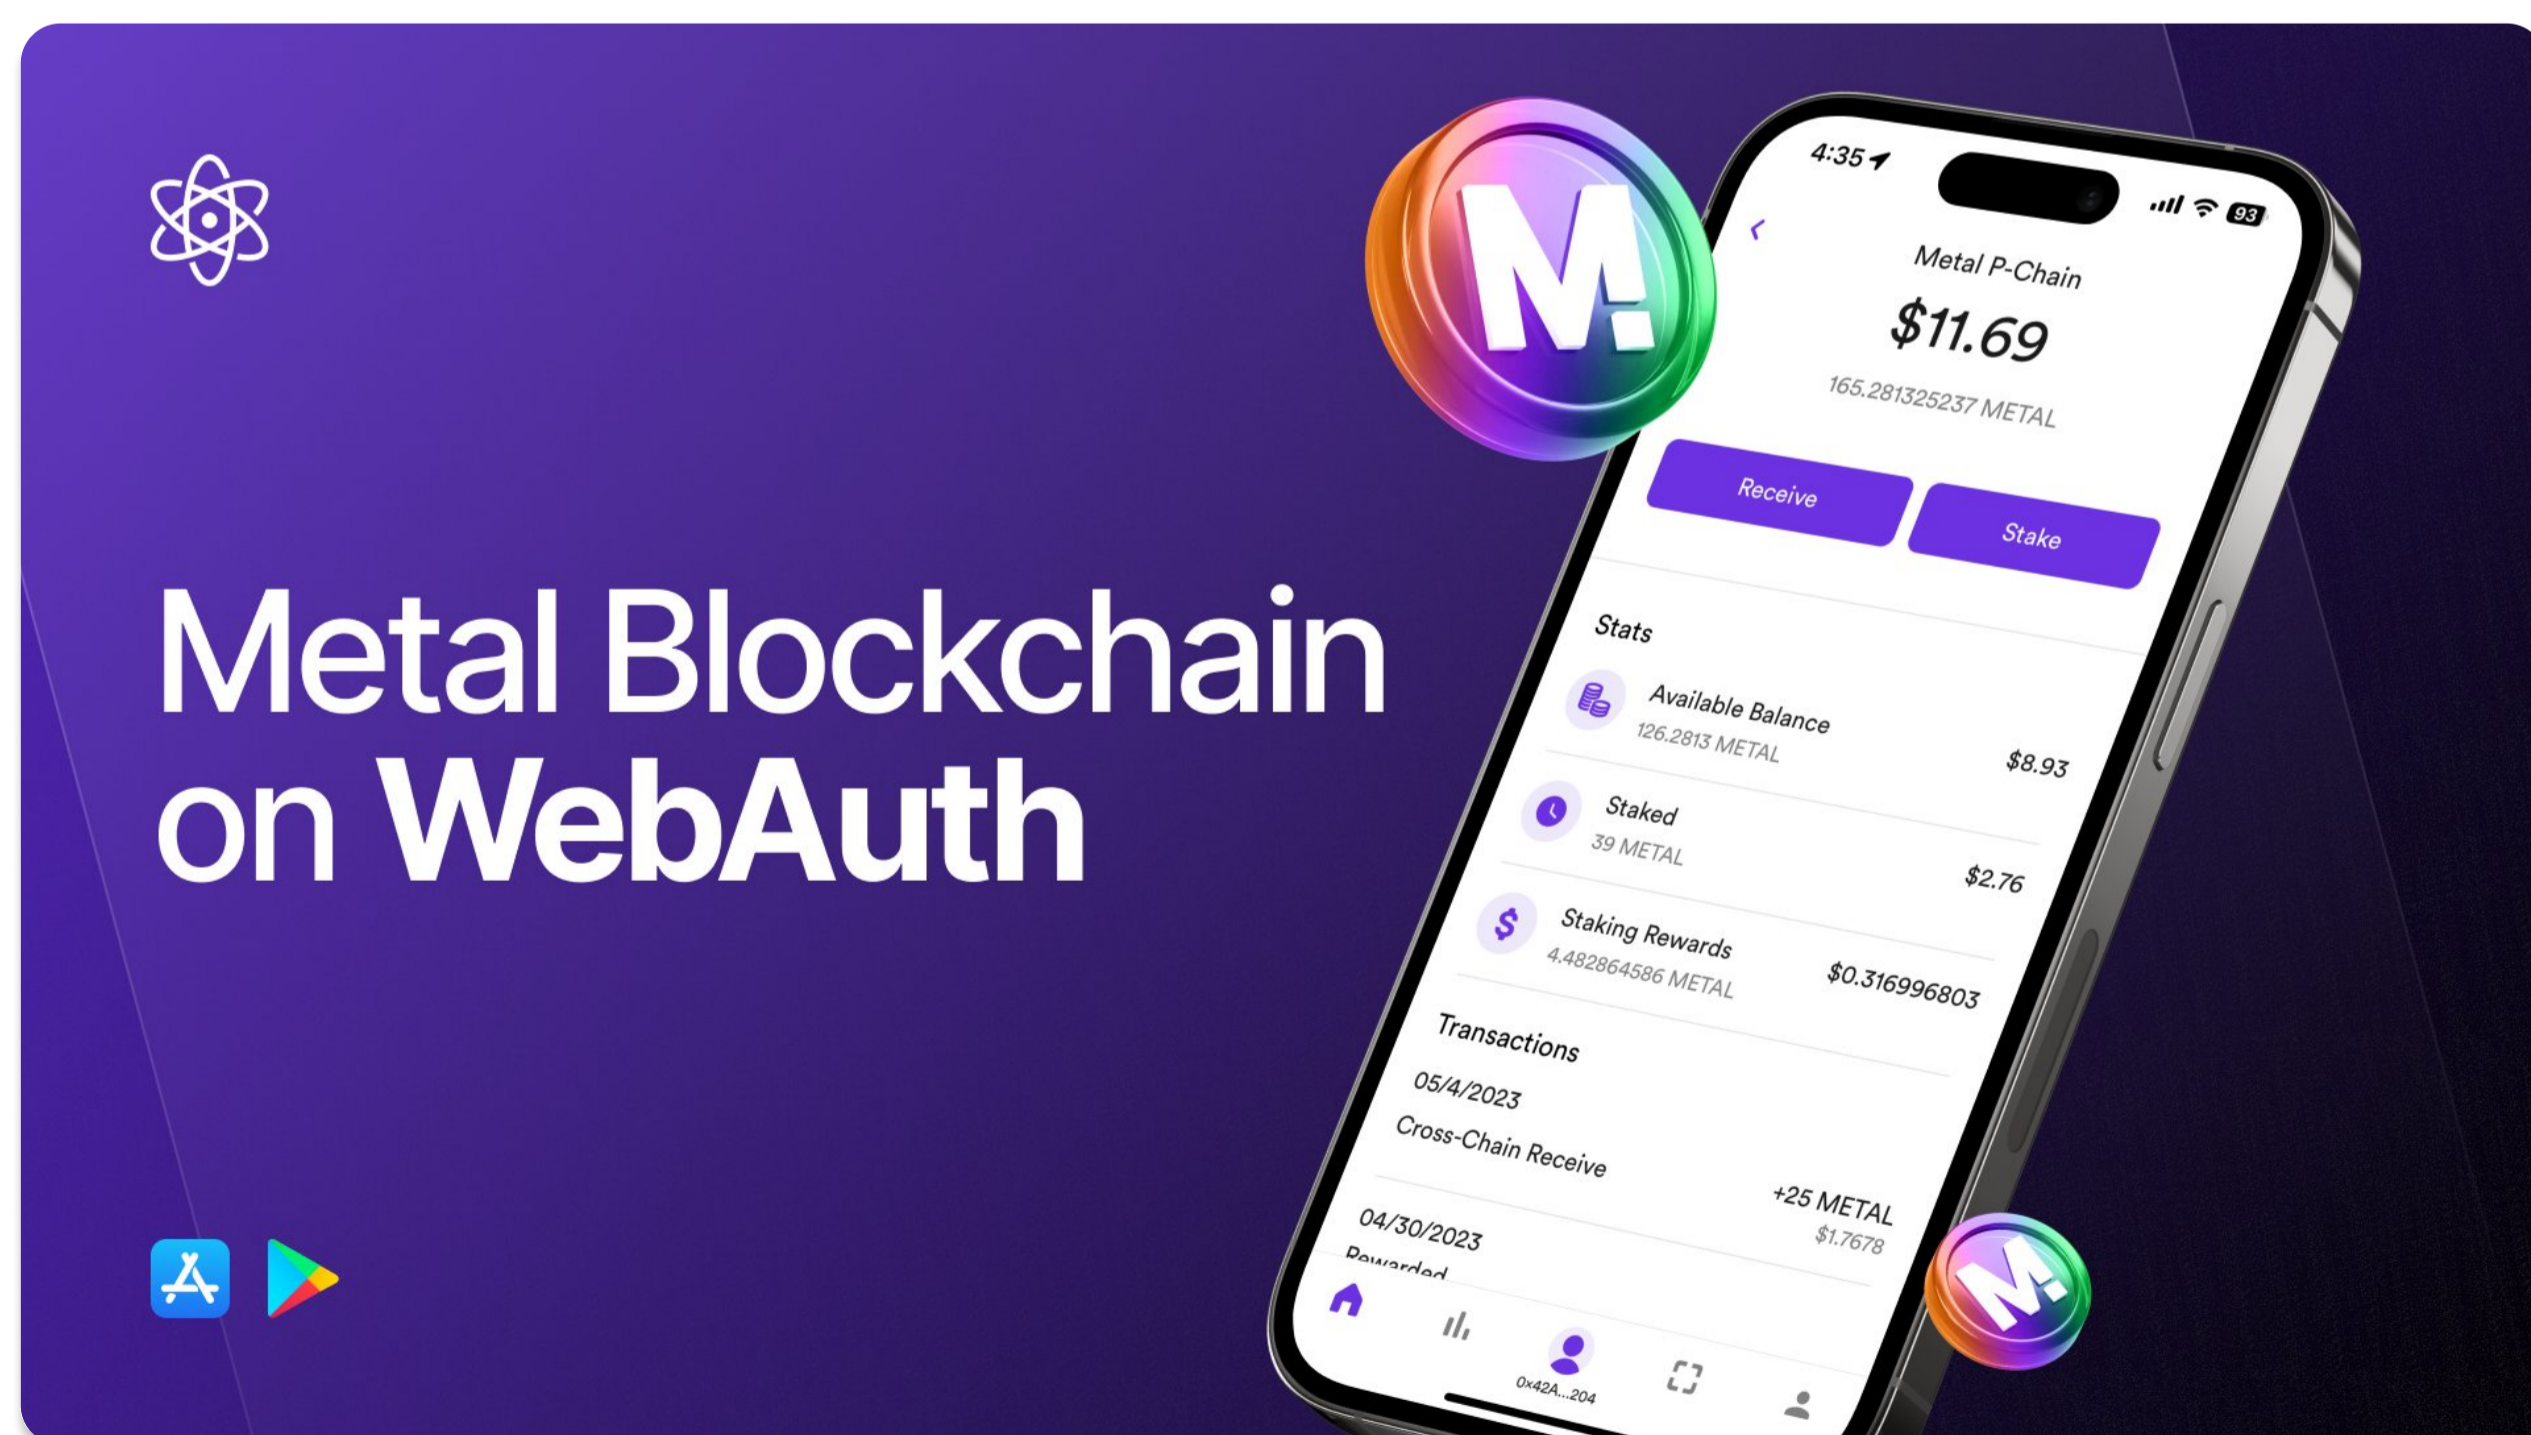 Metal Blockchain
on WebAuth
M.
4:35
93
Metal P-Chain
$11.69
165.281325237 METAL
Receive
Stake
Stats
Available Balance
126.2813 METAL
$8.93
Staked
39 METAL
$2.76
Staking Rewards
4.482864586 METAL
$0.316996803
Transactions
05/4/2023
Cross-Chain Receive
+25 METAL
$1.7678
04/30/2023
Rewarded
0x42A...204
M.